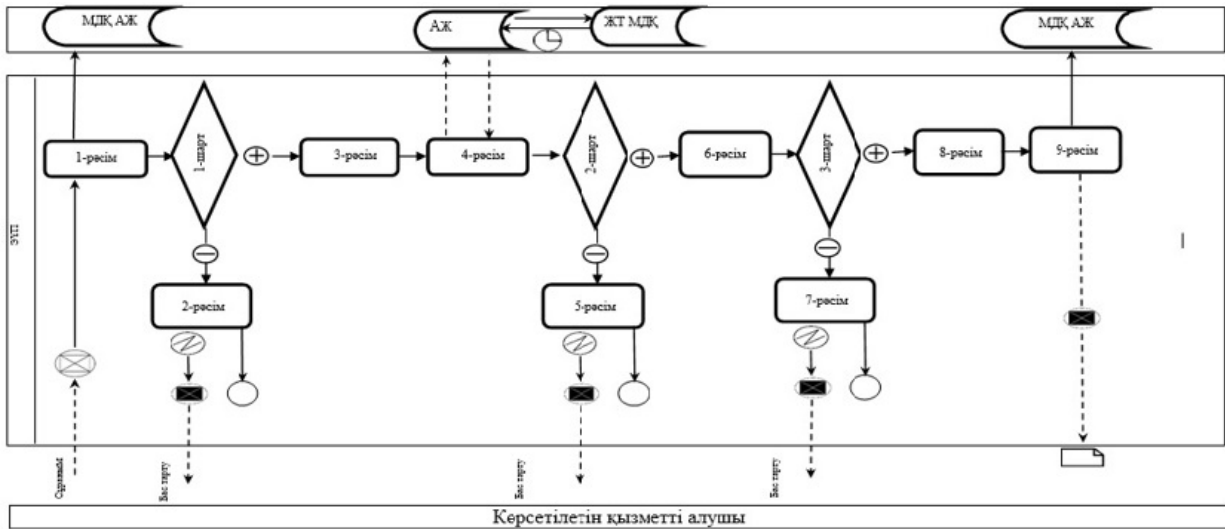 МДҚ АЖ
АЖ
ЖТ МДҚ
МДҚ АЖ
1-рәсім
1-шарт
3-рәсім
4-рәсім
2-шарт
6-рәсім
3-шарт
8-рәсім
9-рәсім
2-рәсім
5-рәсім
7-рәсім
Бас тарту
Бас тарту
Бас тарту
Көрсетілетін қызметті алушы